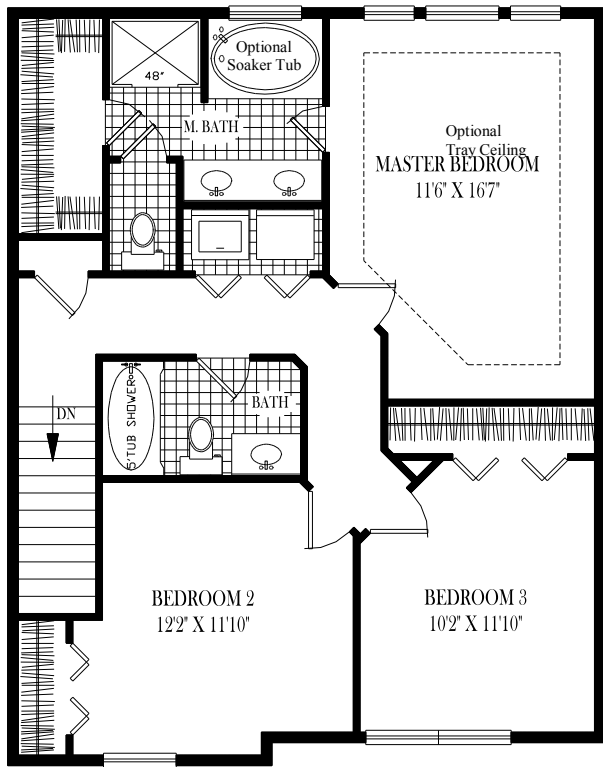 Optional
Soaker Tub
48"
M. BATH
Optional
Tray Ceiling
MASTER BEDROOM
11'6" X 16'7"
DN
5'TUB SHOWER
BATH
BEDROOM 2
12'2" X 11'10"
BEDROOM 3
10'2" X 11'10"